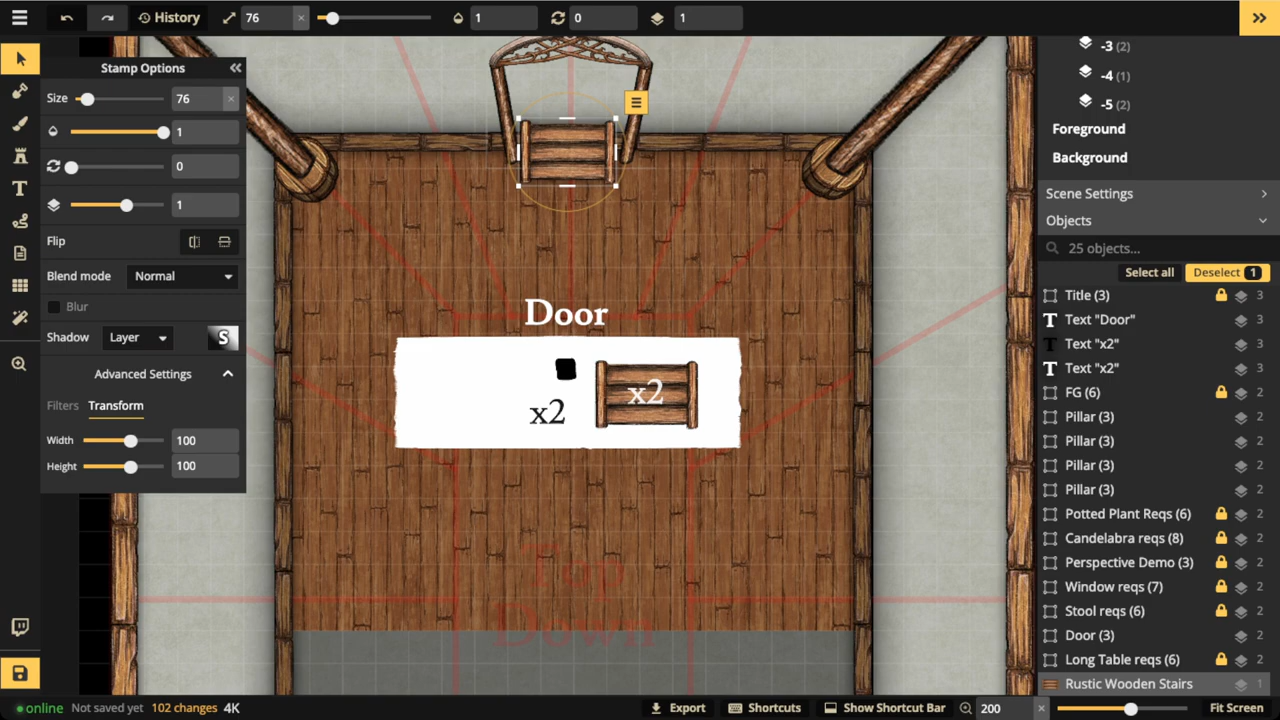 History
76
×
1
0
1
»
Stamp Options
«
Size
76
×
1
0
1
Flip
Blend mode
Normal
Blur
Shadow
Layer
S
Advanced Settings
Filters
Transform
Width
100
Height
100
Door
x2
x2
Top
Down
-3 (2)
-4 (1)
-5 (2)
Foreground
Background
Scene Settings
Objects
25 objects...
Select all
Deselect 1
Title (3) 3
Text "Door" 3
Text "x2" 3
Text "x2" 3
FG (6) 2
Pillar (3) 2
Pillar (3) 2
Pillar (3) 2
Pillar (3) 2
Potted Plant Reqs (6) 2
Candelabra reqs (8) 2
Perspective Demo (3) 2
Window reqs (7) 2
Stool reqs (6) 2
Door (3) 2
Long Table reqs (6) 2
Rustic Wooden Stairs 1
online
Not saved yet
102 changes
4K
Export
Shortcuts
Show Shortcut Bar
200
×
Fit Screen